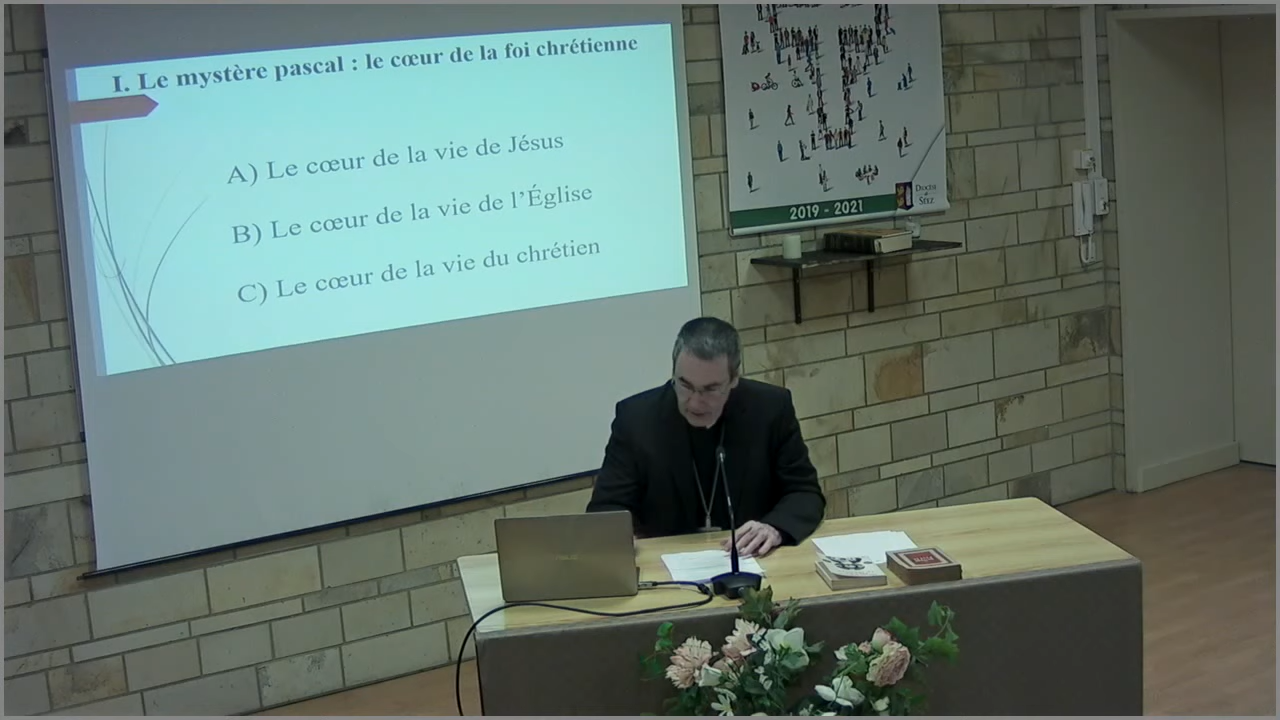 I. Le mystère pascal : le cœur de la foi chrétienne
A) Le cœur de la vie de Jésus
B) Le cœur de la vie de l’Église
C) Le cœur de la vie du chrétien
2019 - 2021